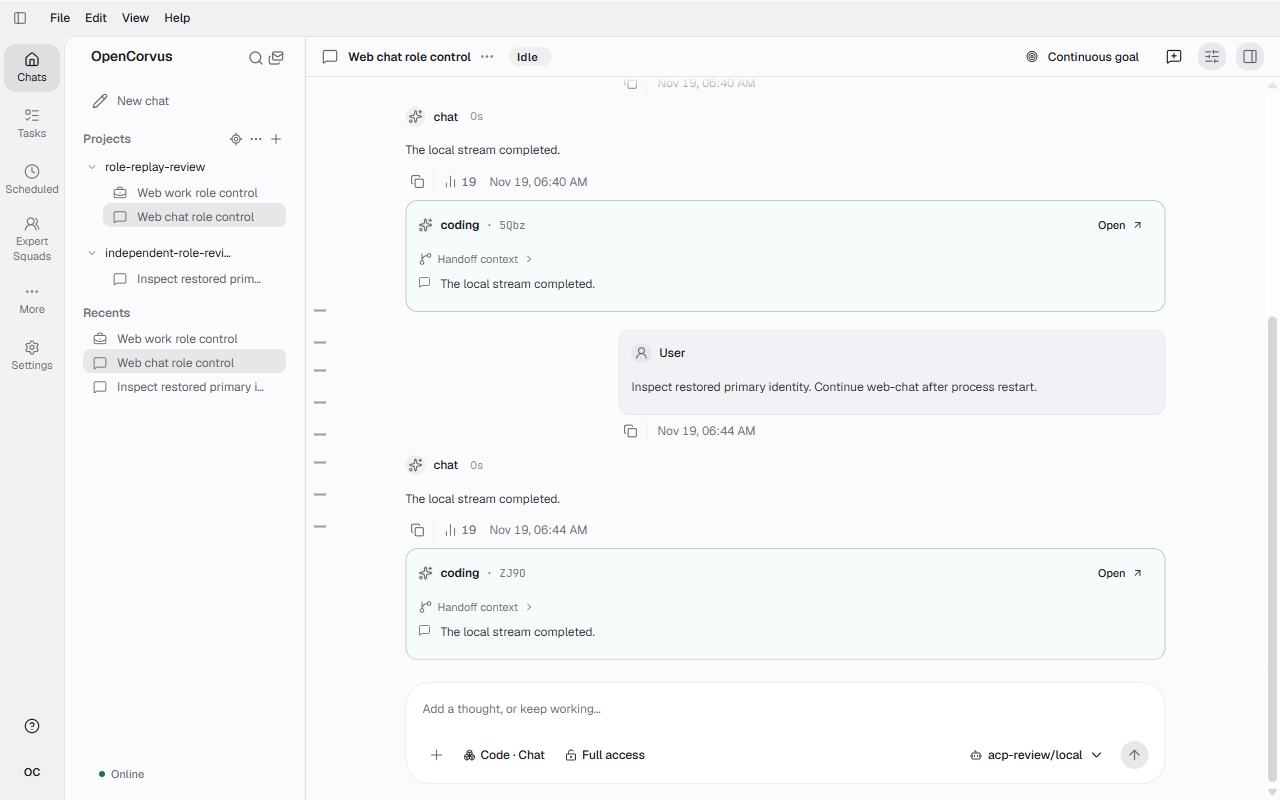 File Edit View Help
OpenCorvus
Chats
Tasks
Scheduled
Expert
Squads
More
Settings
OC
New chat
Projects
role-replay-review
Web work role control
Web chat role control
independent-role-revi…
Inspect restored prim…
Recents
Web work role control
Web chat role control
Inspect restored primary i…
Online
Web chat role control
Idle
Continuous goal
Nov 19, 06:40 AM
chat 0s
The local stream completed.
19 Nov 19, 06:40 AM
coding · 5Qbz
Open
Handoff context
The local stream completed.
User
Inspect restored primary identity. Continue web-chat after process restart.
Nov 19, 06:44 AM
chat 0s
The local stream completed.
19 Nov 19, 06:44 AM
coding · ZJ90
Open
Handoff context
The local stream completed.
Add a thought, or keep working…
Code · Chat
Full access
acp-review/local